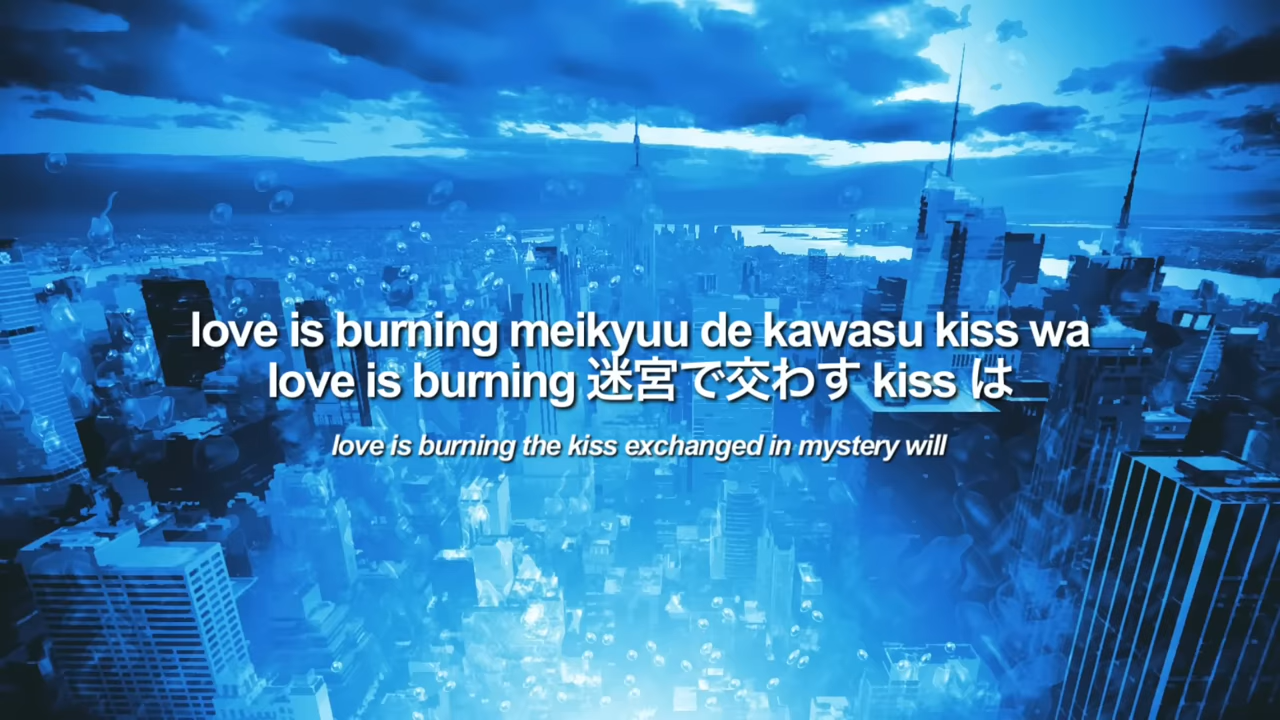 love is burning meikyuu de kawasu kiss wa
love is burning 迷宮で交わす kiss は
love is burning the kiss exchanged in mystery will